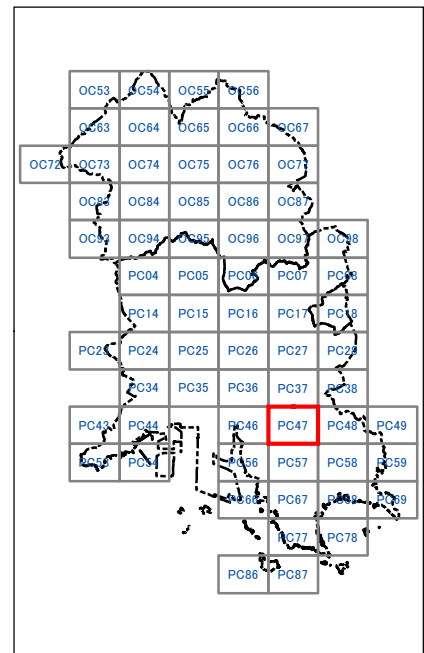 OC53 OC54 OC55 OC56
OC63 OC64 OC65 OC66 OC67
OC72 OC73 OC74 OC75 OC76 OC77
OC83 OC84 OC85 OC86 OC87
OC93 OC94 OC95 OC96 OC97 OC98
PC04 PC05 PC06 PC07 PC08
PC14 PC15 PC16 PC17 PC18
PC23 PC24 PC25 PC26 PC27 PC28
PC34 PC35 PC36 PC37 PC38
PC43 PC44 PC46 PC47 PC48 PC49
PC53 PC54 PC56 PC57 PC58 PC59
PC66 PC67 PC68 PC69
PC77 PC78
PC86 PC87